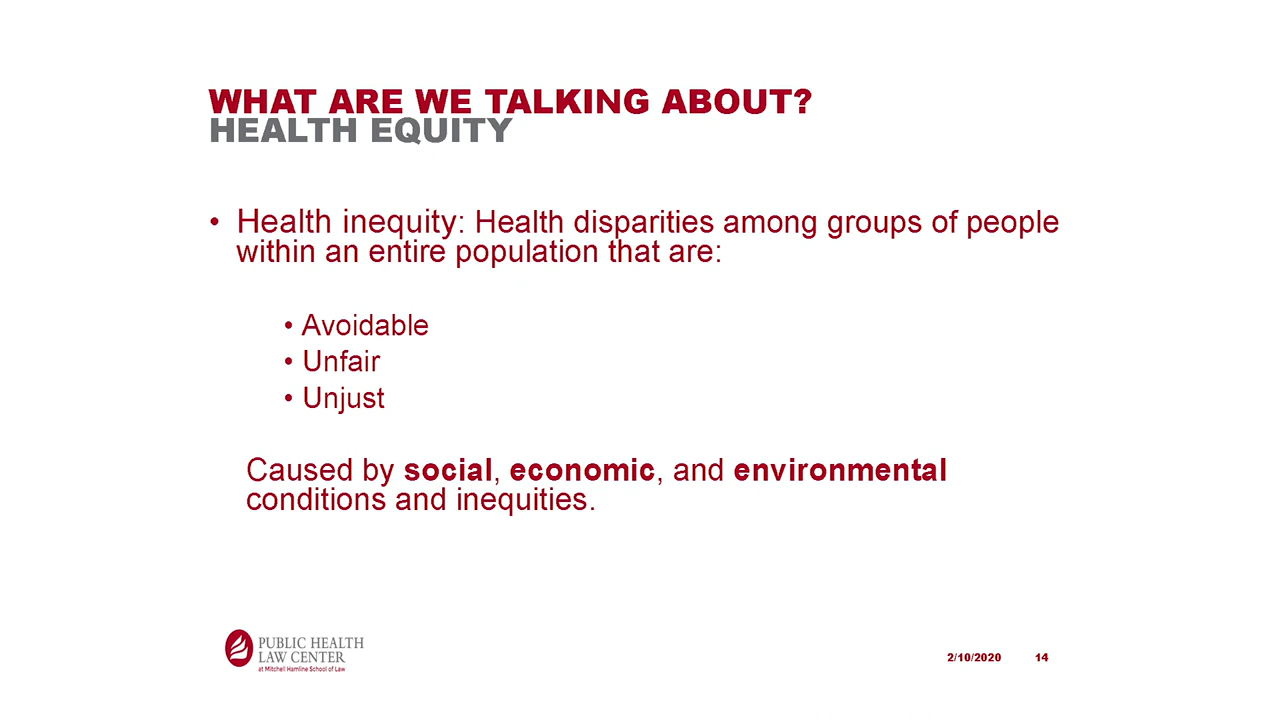 WHAT ARE WE TALKING ABOUT?
HEALTH EQUITY
• Health inequity: Health disparities among groups of people
within an entire population that are:
• Avoidable
• Unfair
• Unjust
Caused by social, economic, and environmental
conditions and inequities.
PUBLIC HEALTH
LAW CENTER
at Mitchell Hamline School of Law
2/10/2020 14